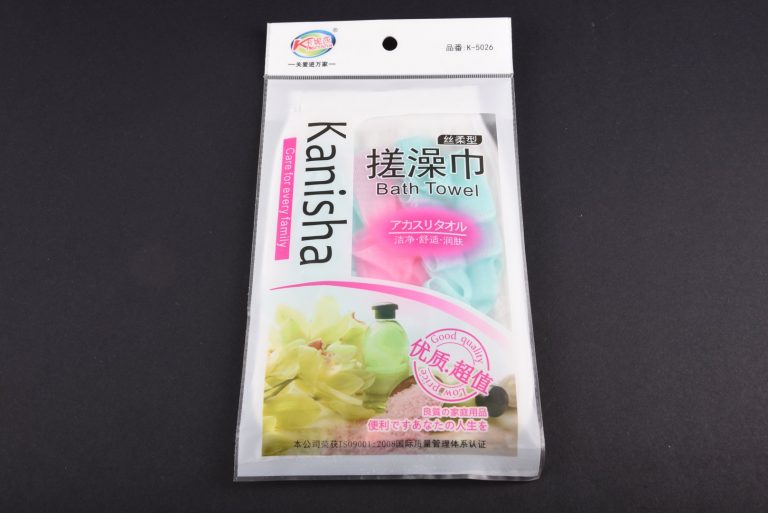 K卡妮莎
®
—关爱进万家—
品番:K-5026
Kanisha
Care for every family
丝柔型
搓澡巾
Bath Towel
アカスリタオル
洁净·舒适·润肤
Good quality
优质.超值
(Low price)
良質の家庭用品
便利ですあなたの人生を
本公司荣获ISO9001:2008国际质量管理体系认证